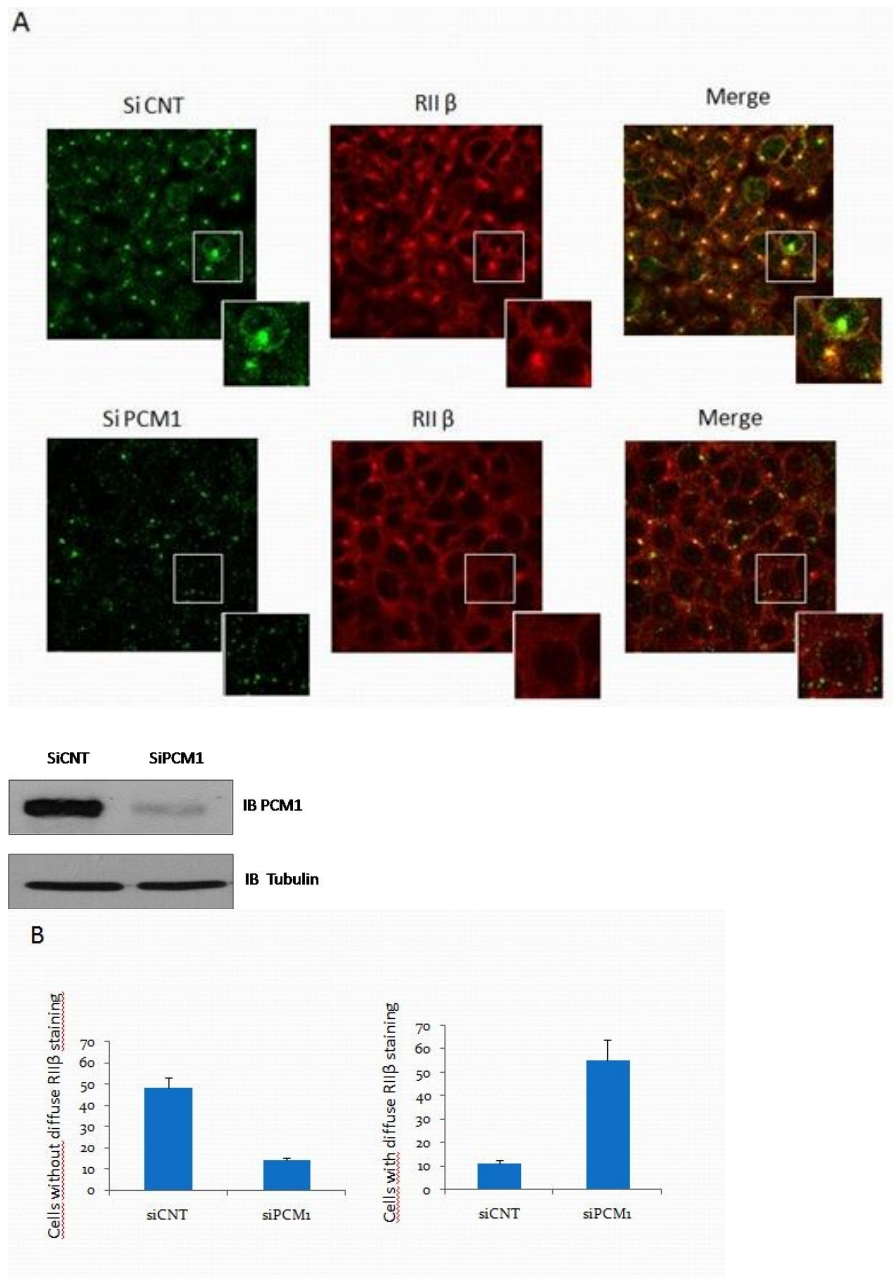 A
Si CNT RII β Merge
Si PCM1 RII β Merge
SiCNT SiPCM1
IB PCM1
IB Tubulin
B
Cells without diffuse RIIβ staining
70
60
50
40
30
20
10
0
siCNT siPCM1
Cells with diffuse RIIβ staining
70
60
50
40
30
20
10
0
siCNT siPCM1